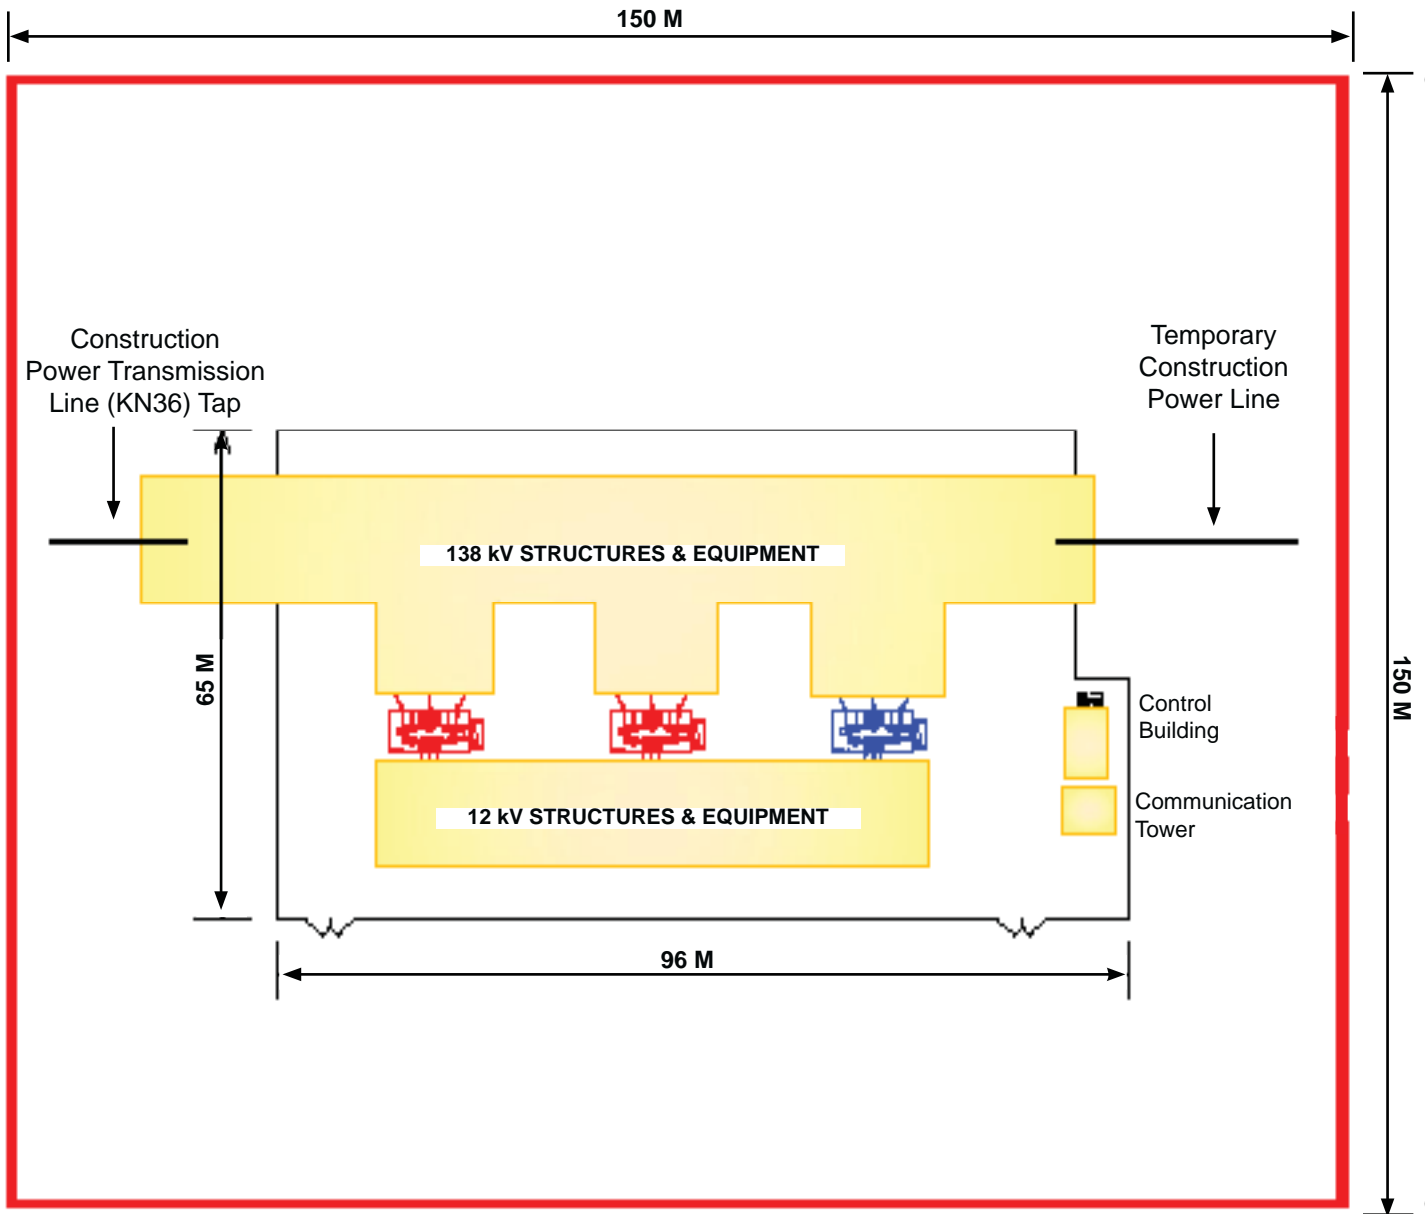 150 M
Construction
Power Transmission
Line (KN36) Tap
Temporary
Construction
Power Line
138 kV STRUCTURES & EQUIPMENT
65 M
150 M
Control
Building
12 kV STRUCTURES & EQUIPMENT
Communication
Tower
96 M